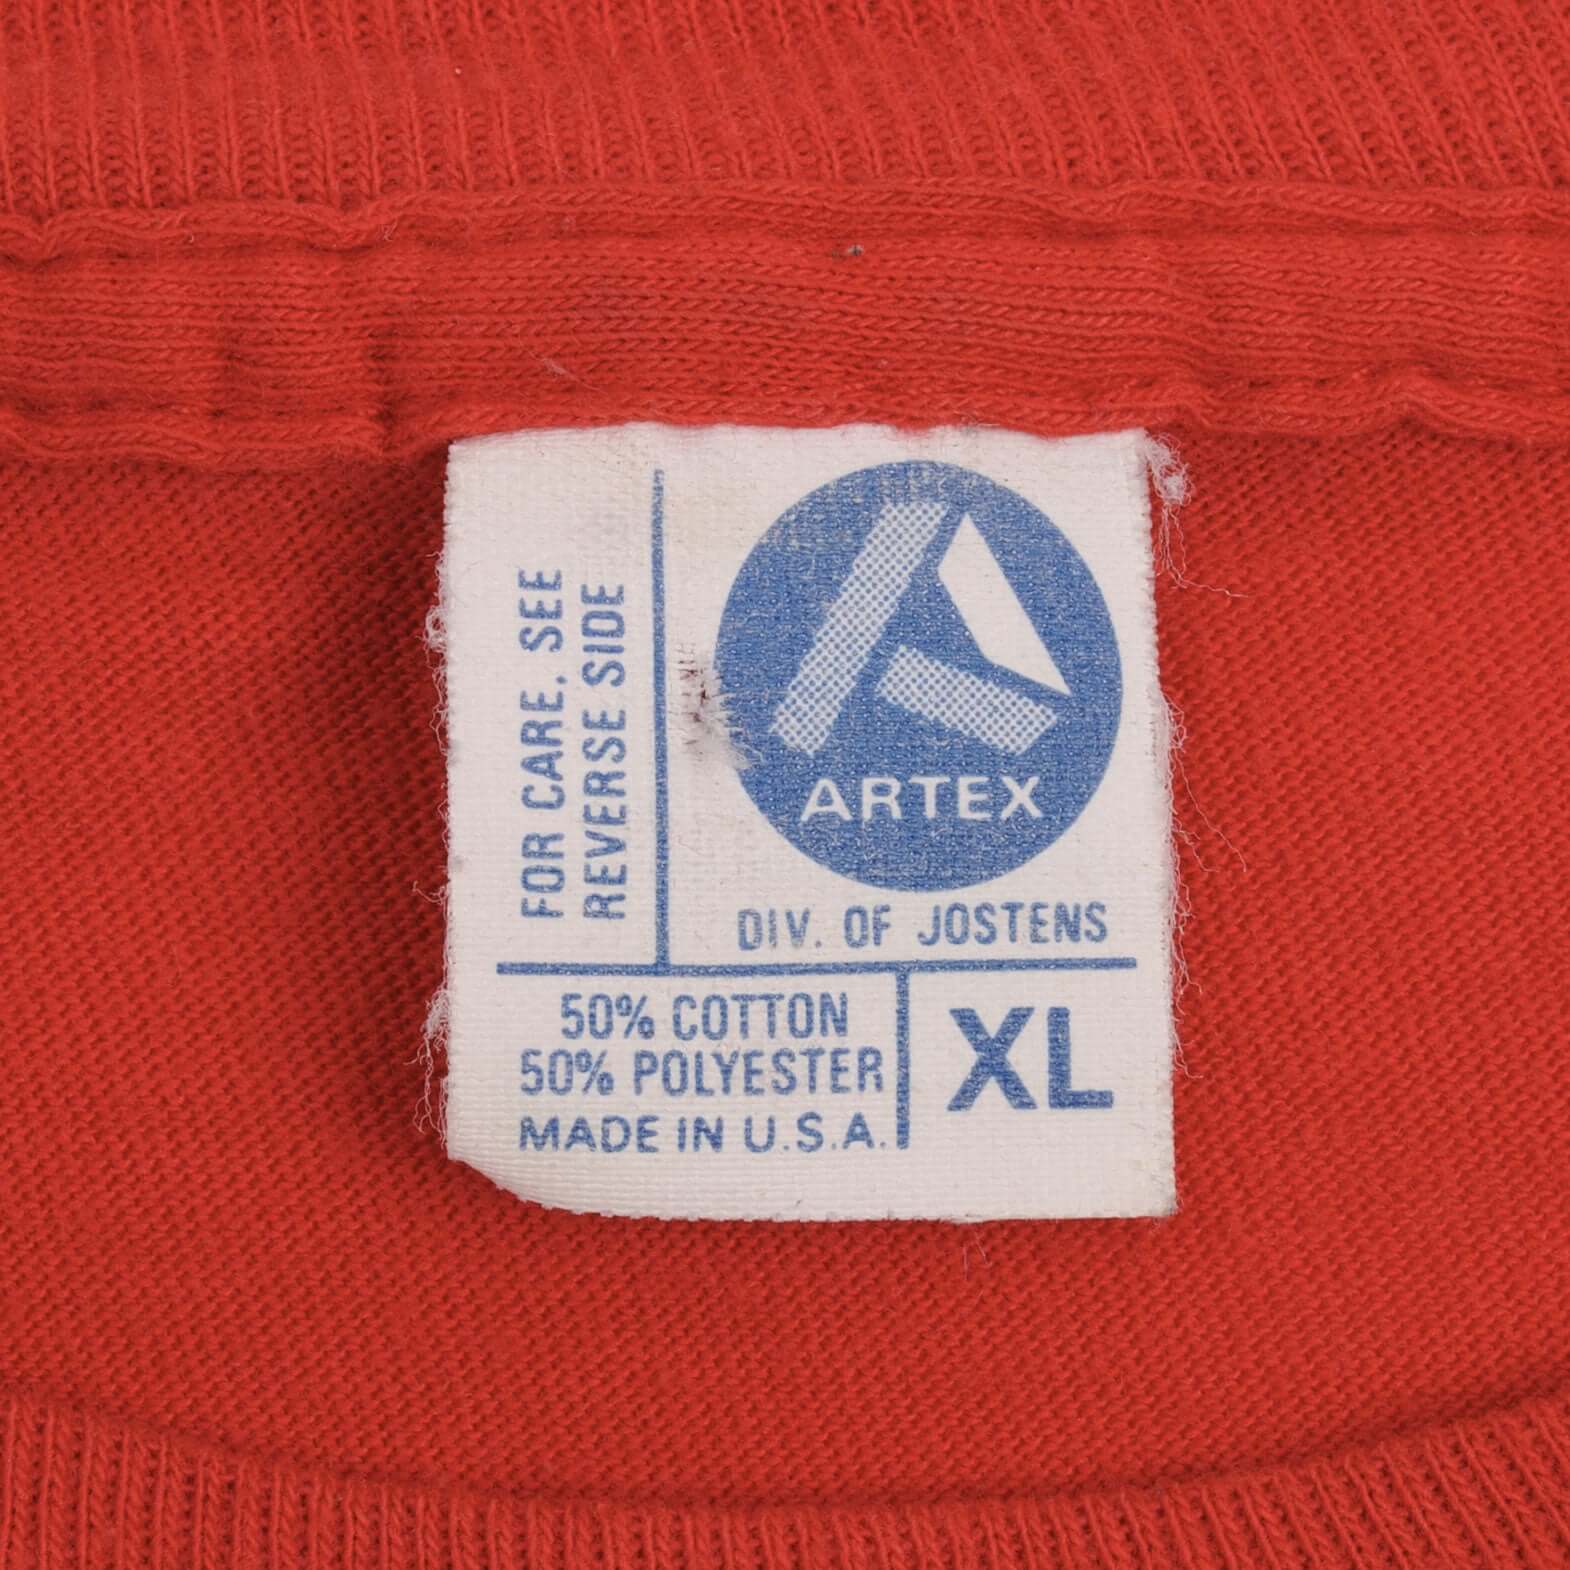 FOR CARE, SEE
REVERSE SIDE
ARTEX
DIV. OF JOSTENS
50% COTTON
50% POLYESTER
MADE IN U.S.A.
XL